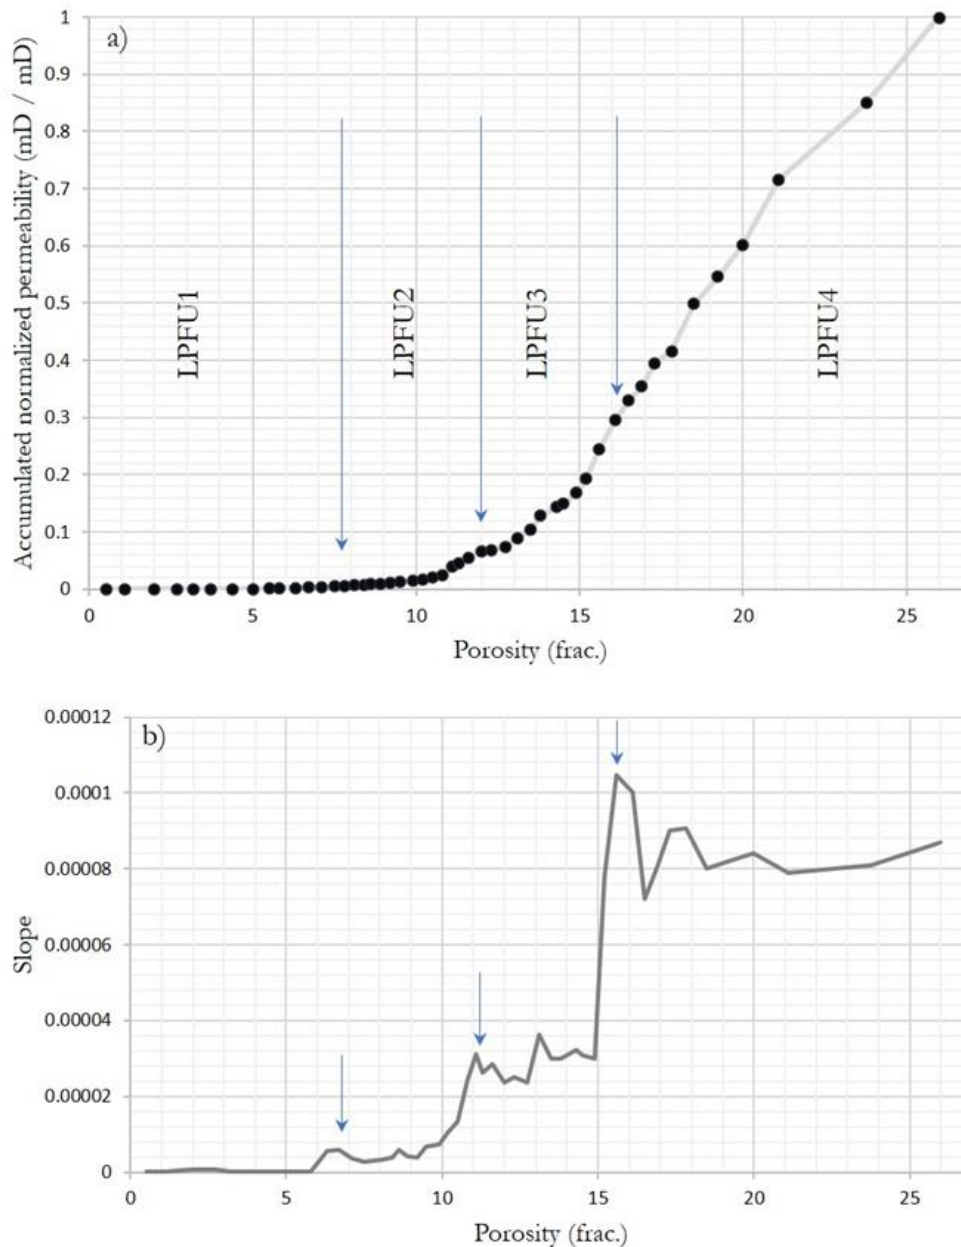 a)
Accumulated normalized permeability (mD / mD)
1
0.9
0.8
0.7
0.6
0.5
0.4
0.3
0.2
0.1
0
LPFU1
LPFU2
LPFU3
LPFU4
0 5 10 15 20 25
Porosity (frac.)
b)
Slope
0.00012
0.0001
0.00008
0.00006
0.00004
0.00002
0
0 5 10 15 20 25
Porosity (frac.)